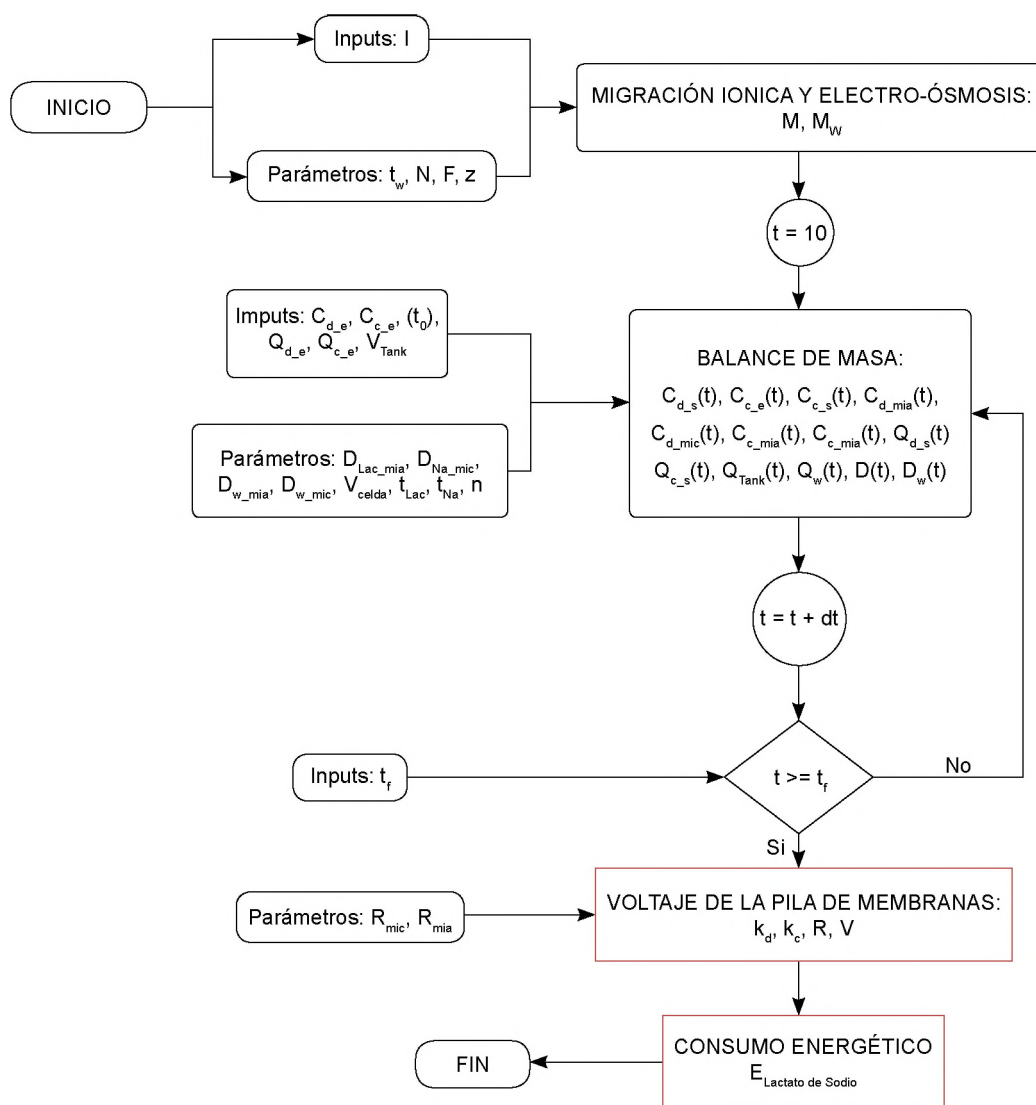 Inputs: I
INICIO
MIGRACIÓN IONICA Y ELECTRO-ÓSMOSIS:
M, M_W
Parámetros: t_w, N, F, z
t = 10
Imputs: C_d_e, C_c_e, (t_0),
Q_d_e, Q_c_e, V_Tank
BALANCE DE MASA:
C_d_s(t), C_c_e(t), C_c_s(t), C_d_mia(t),
C_d_mic(t), C_c_mia(t), C_c_mia(t), Q_d_s(t)
Q_c_s(t), Q_Tank(t), Q_w(t), D(t), D_w(t)
Parámetros: D_Lac_mia, D_Na_mic,
D_w_mia, D_w_mic, V_celda, t_Lac, t_Na, n
t = t + dt
Inputs: t_f
t >= t_f
No
Si
Parámetros: R_mic, R_mia
VOLTAJE DE LA PILA DE MEMBRANAS:
k_d, k_c, R, V
CONSUMO ENERGÉTICO
E_Lactato de Sodio
FIN